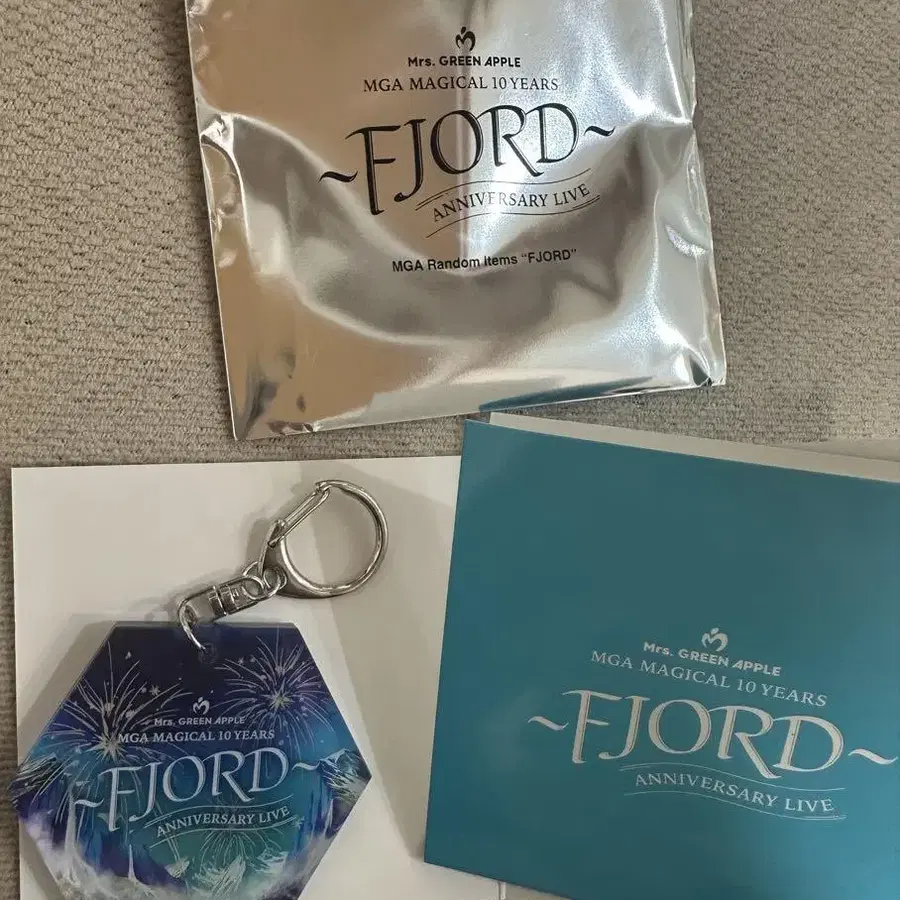 Mrs. GREEN APPLE
MGA MAGICAL 10 YEARS
~FJORD~
ANNIVERSARY LIVE
MGA Random Items "FJORD"
Mrs. GREEN APPLE
MGA MAGICAL 10 YEARS
~FJORD~
ANNIVERSARY LIVE
Mrs. GREEN APPLE
MGA MAGICAL 10 YEARS
~FJORD~
ANNIVERSARY LIVE